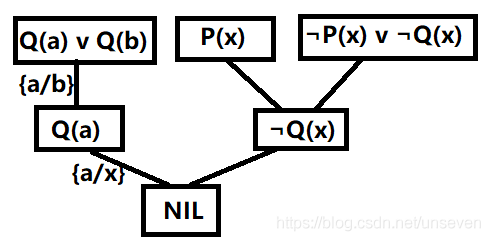 Q(a) v Q(b)
P(x)
¬P(x) v ¬Q(x)
{a/b}
Q(a)
¬Q(x)
{a/x}
NIL
https://blog.csdn.net/unseven